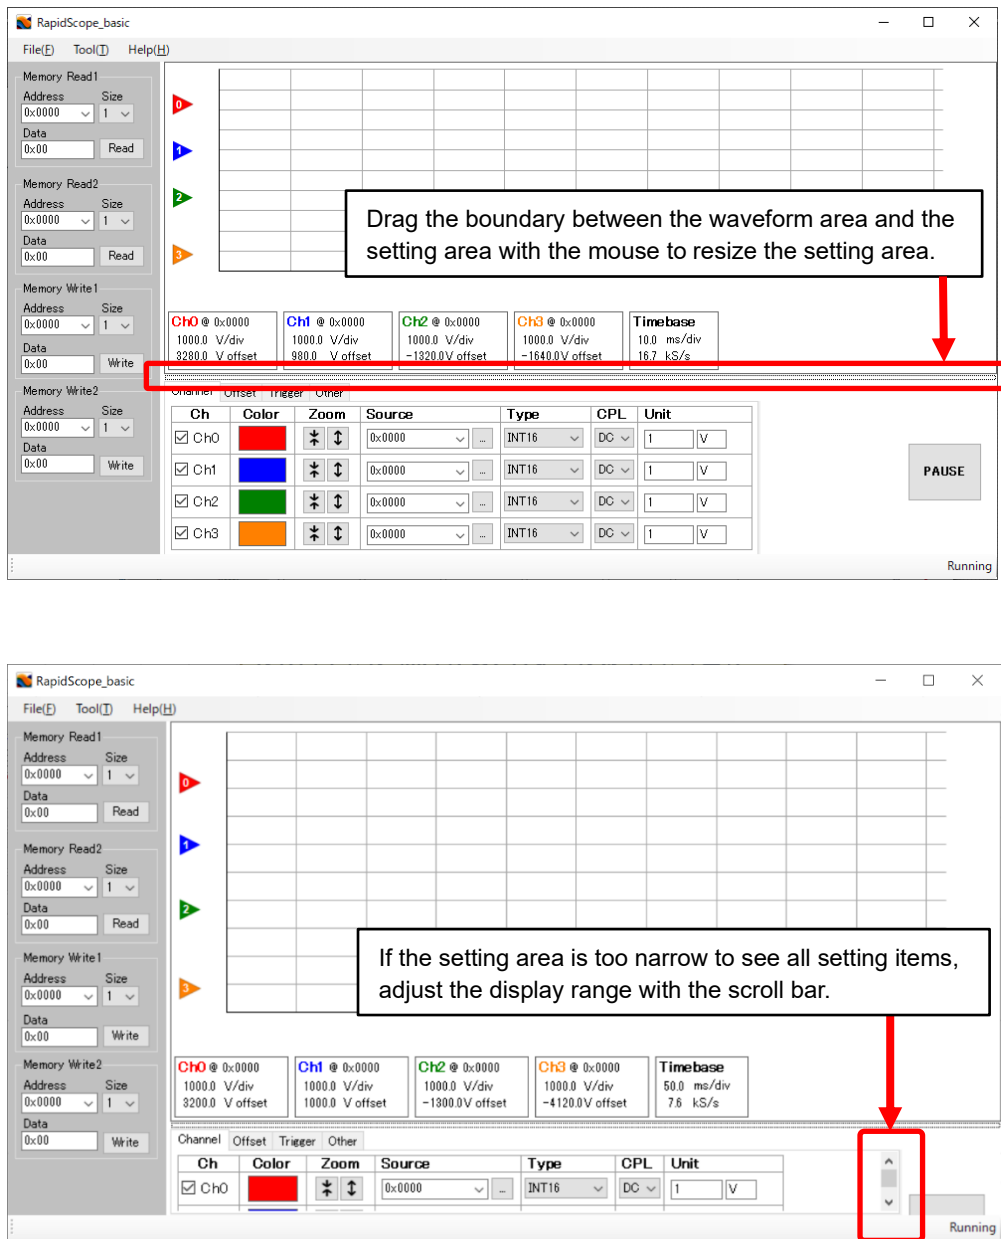 RapidScope_basic
File(F) Tool(T) Help(H)
Memory Read1
Address Size
0x0000 1
Data
0x00 Read
Memory Read2
Address Size
0x0000 1
Data
0x00 Read
Memory Write1
Address Size
0x0000 1
Data
0x00 Write
Memory Write2
Address Size
0x0000 1
Data
0x00 Write
0
1
2
3
Drag the boundary between the waveform area and the
setting area with the mouse to resize the setting area.
Ch0 @ 0x0000
1000.0 V/div
3280.0 V offset
Ch1 @ 0x0000
1000.0 V/div
980.0 V offset
Ch2 @ 0x0000
1000.0 V/div
-1320.0V offset
Ch3 @ 0x0000
1000.0 V/div
-1640.0V offset
Timebase
10.0 ms/div
16.7 kS/s
Channel Offset Trigger Other
Ch Color Zoom Source Type CPL Unit
Ch0 0x0000 ... INT16 DC 1 V
Ch1 0x0000 ... INT16 DC 1 V
Ch2 0x0000 ... INT16 DC 1 V
Ch3 0x0000 ... INT16 DC 1 V
PAUSE
Running
RapidScope_basic
File(F) Tool(T) Help(H)
Memory Read1
Address Size
0x0000 1
Data
0x00 Read
Memory Read2
Address Size
0x0000 1
Data
0x00 Read
Memory Write1
Address Size
0x0000 1
Data
0x00 Write
Memory Write2
Address Size
0x0000 1
Data
0x00 Write
0
1
2
3
If the setting area is too narrow to see all setting items,
adjust the display range with the scroll bar.
Ch0 @ 0x0000
1000.0 V/div
3200.0 V offset
Ch1 @ 0x0000
1000.0 V/div
1000.0 V offset
Ch2 @ 0x0000
1000.0 V/div
-1300.0V offset
Ch3 @ 0x0000
1000.0 V/div
-4120.0V offset
Timebase
50.0 ms/div
7.6 kS/s
Channel Offset Trigger Other
Ch Color Zoom Source Type CPL Unit
Ch0 0x0000 ... INT16 DC 1 V
Running